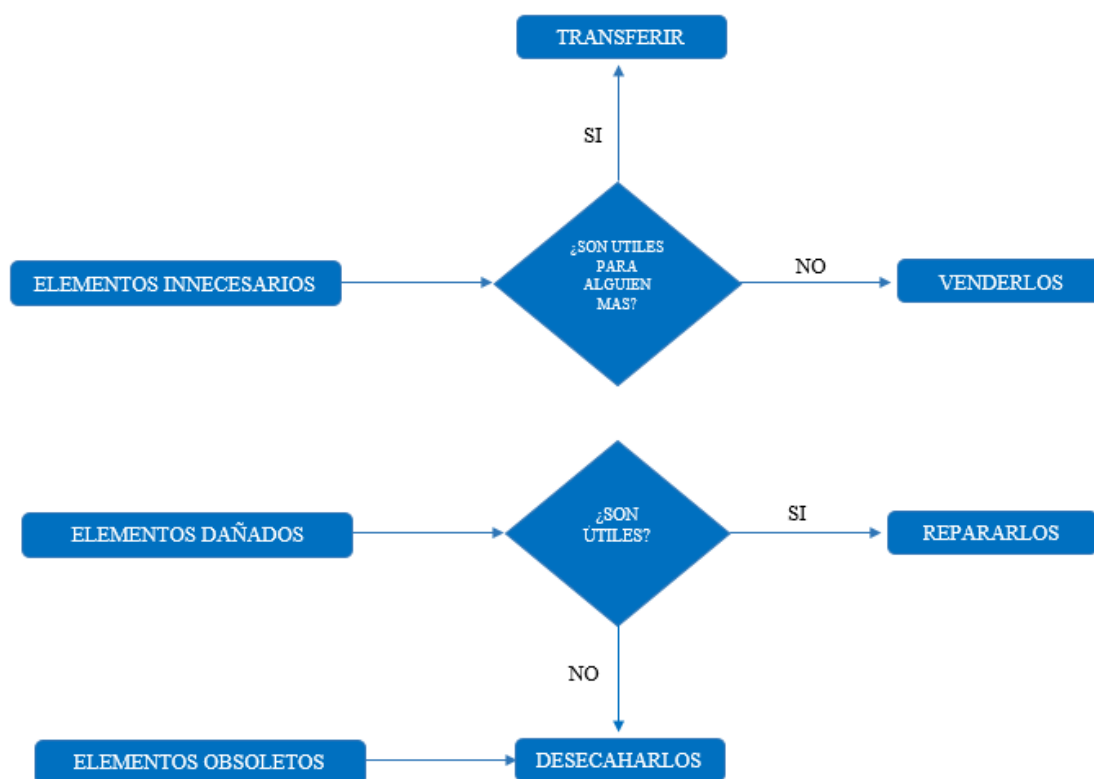 TRANSFERIR
SI
¿SON UTILES
PARA
ALGUIEN
MAS?
ELEMENTOS INNECESARIOS
NO
VENDERLOS
¿SON
ÚTILES?
ELEMENTOS DAÑADOS
SI
REPARARLOS
NO
ELEMENTOS OBSOLETOS
DESECAHARLOS